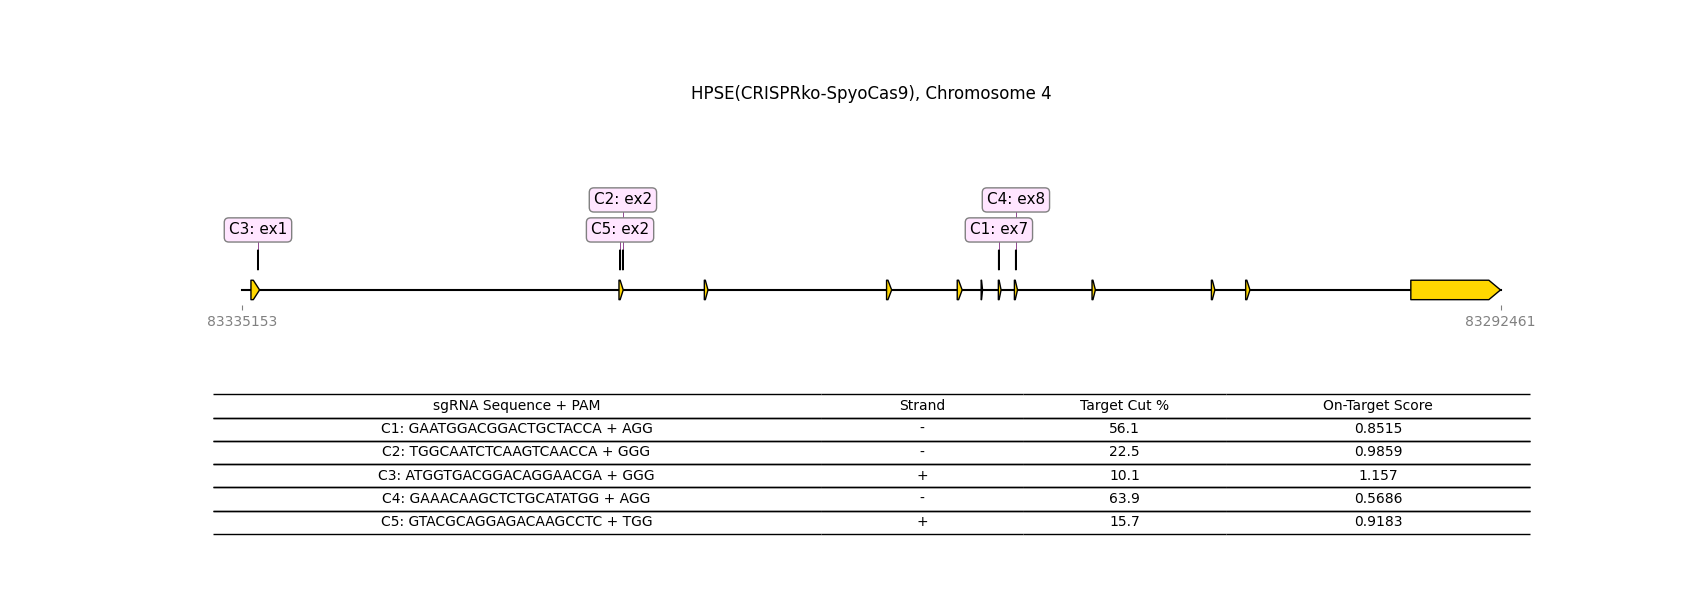 HPSE(CRISPRko-SpyoCas9), Chromosome 4
C2: ex2
C4: ex8
C3: ex1
C5: ex2
C1: ex7
83335153
83292461
sgRNA Sequence + PAM Strand Target Cut % On-Target Score
C1: GAATGGACGGACTGCTACCA + AGG - 56.1 0.8515
C2: TGGCAATCTCAAGTCAACCA + GGG - 22.5 0.9859
C3: ATGGTGACGGACAGGAACGA + GGG + 10.1 1.157
C4: GAAACAAGCTCTGCATATGG + AGG - 63.9 0.5686
C5: GTACGCAGGAGACAAGCCTC + TGG + 15.7 0.9183